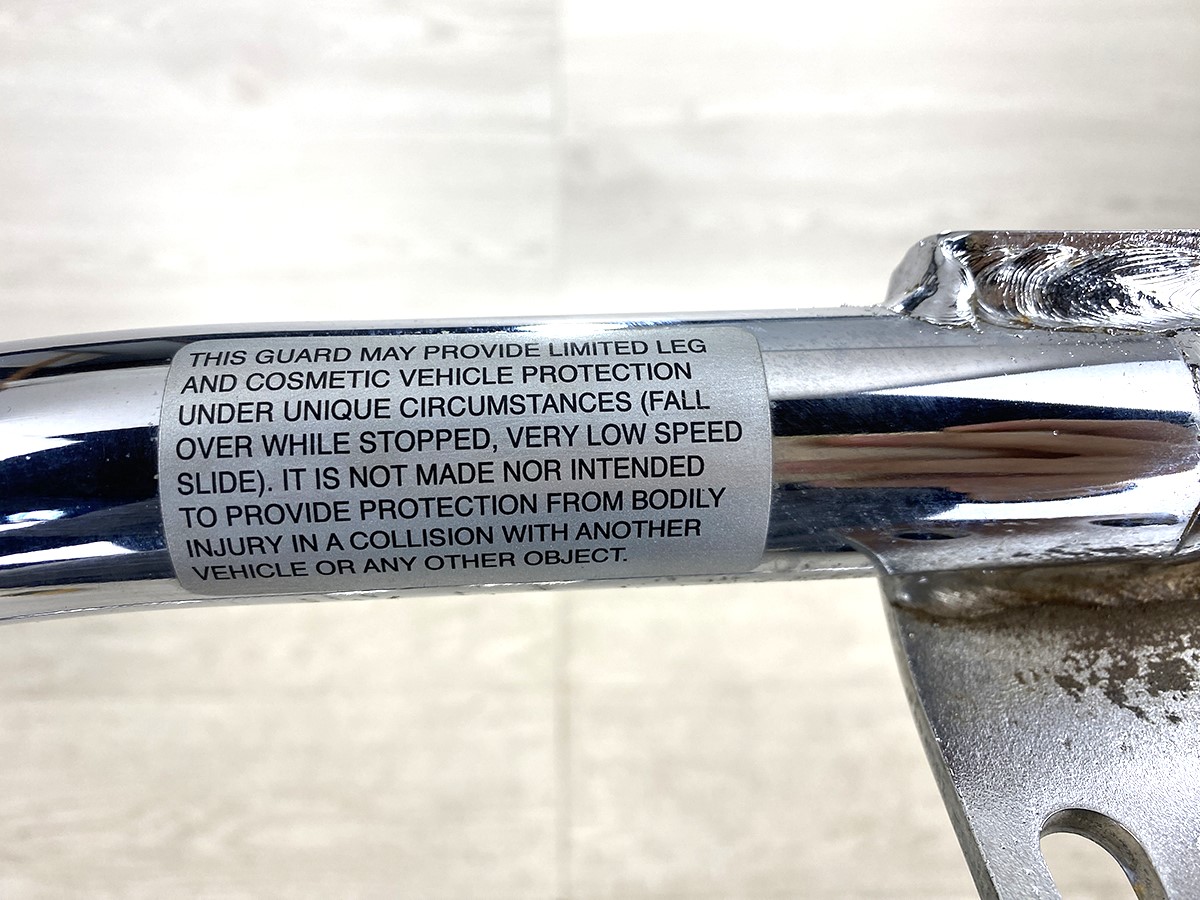 THIS GUARD MAY PROVIDE LIMITED LEG
AND COSMETIC VEHICLE PROTECTION
UNDER UNIQUE CIRCUMSTANCES (FALL
OVER WHILE STOPPED, VERY LOW SPEED
SLIDE). IT IS NOT MADE NOR INTENDED
TO PROVIDE PROTECTION FROM BODILY
INJURY IN A COLLISION WITH ANOTHER
VEHICLE OR ANY OTHER OBJECT.